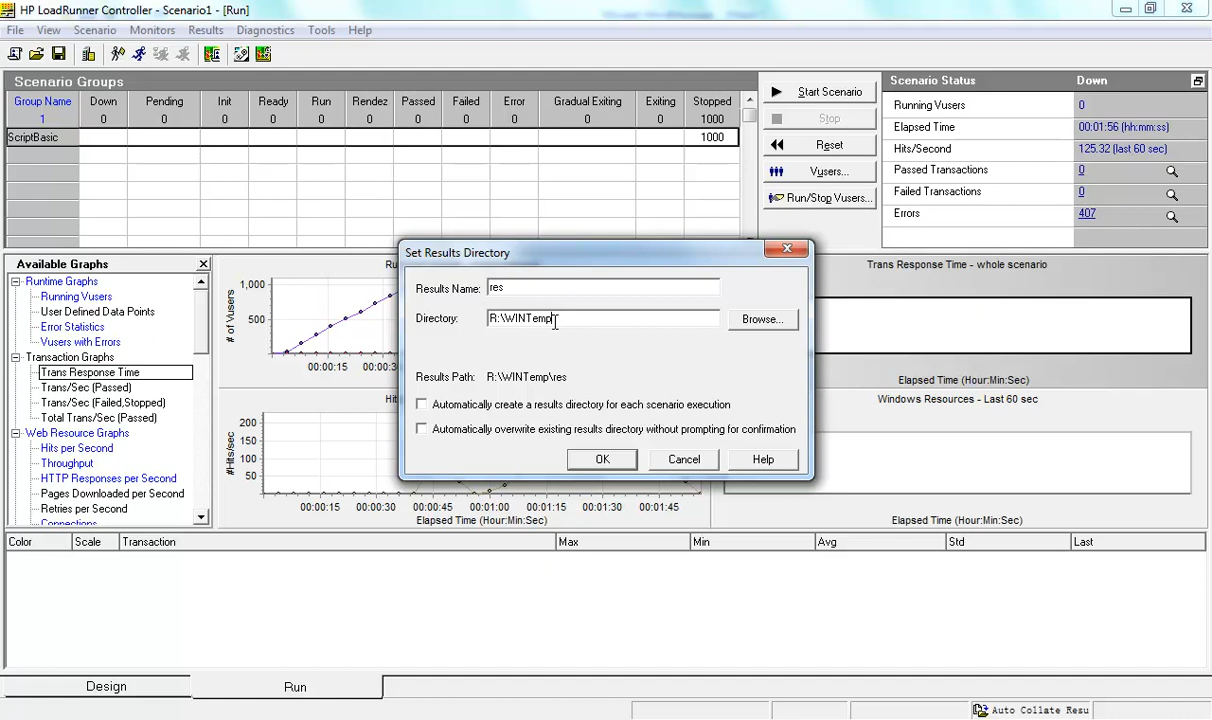 HP LoadRunner Controller - Scenario1 - [Run]
File View Scenario Monitors Results Diagnostics Tools Help
Scenario Groups
Group Name Down Pending Init Ready Run Rendez Passed Failed Error Gradual Exiting Exiting Stopped
1 0 0 0 0 0 0 0 0 0 0 0 1000
ScriptBasic 1000
Start Scenario
Stop
Reset
Vusers...
Run/Stop Vusers...
Scenario Status Down
Running Vusers 0
Elapsed Time 00:01:56 (hh:mm:ss)
Hits/Second 125.32 (last 60 sec)
Passed Transactions 0
Failed Transactions 0
Errors 407
Available Graphs
Runtime Graphs
Running Vusers
User Defined Data Points
Error Statistics
Vusers with Errors
Transaction Graphs
Trans Response Time
Trans/Sec (Passed)
Trans/Sec (Failed,Stopped)
Total Trans/Sec (Passed)
Web Resource Graphs
Hits per Second
Throughput
HTTP Responses per Second
Pages Downloaded per Second
Retries per Second
Connections
# of Vusers
1,000
500
00:00:15
#Hits/sec
200
150
100
50
00:00:15 00:00:30 00:00:45 00:01:00 00:01:15 00:01:30 00:01:45
Elapsed Time (Hour:Min:Sec)
Set Results Directory
Results Name: res
Directory: R:\WINTemp Browse...
Results Path: R:\WINTemp\res
Automatically create a results directory for each scenario execution
Automatically overwrite existing results directory without prompting for confirmation
OK Cancel Help
Trans Response Time - whole scenario
Elapsed Time (Hour:Min:Sec)
Windows Resources - Last 60 sec
Elapsed Time (Hour:Min:Sec)
Color Scale Transaction Max Min Avg Std Last
Design Run
Auto Collate Resu